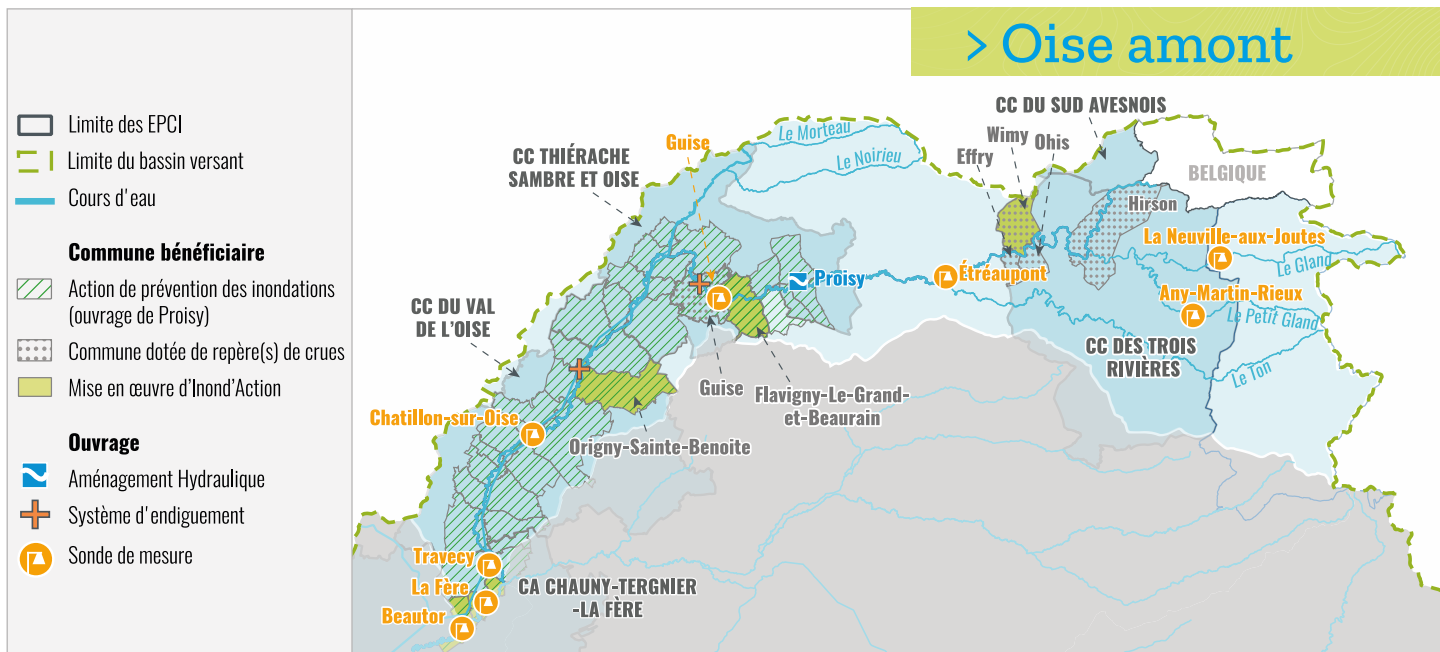 > Oise amont
Limite des EPCI
Limite du bassin versant
Cours d'eau
Commune bénéficiaire
Action de prévention des inondations
(ouvrage de Proisy)
Commune dotée de repère(s) de crues
Mise en œuvre d'Inond'Action
Ouvrage
Aménagement Hydraulique
Système d'endiguement
Sonde de mesure
CC DU SUD AVESNOIS
Wimy
Ohis
Effry
Le Morteau
Guise
Le Noirieu
CC THIÉRACHE
SAMBRE ET OISE
BELGIQUE
Hirson
La Neuville-aux-Joutes
Le Gland
Proisy
Étréaupont
Any-Martin-Rieux
Le Petit Gland
CC DU VAL
DE L'OISE
CC DES TROIS
RIVIÈRES
Le Ton
Guise
Flavigny-Le-Grand-
et-Beaurain
Chatillon-sur-Oise
Origny-Sainte-Benoite
Travecy
La Fère
CA CHAUNY-TERGNIER
-LA FÈRE
Beautor